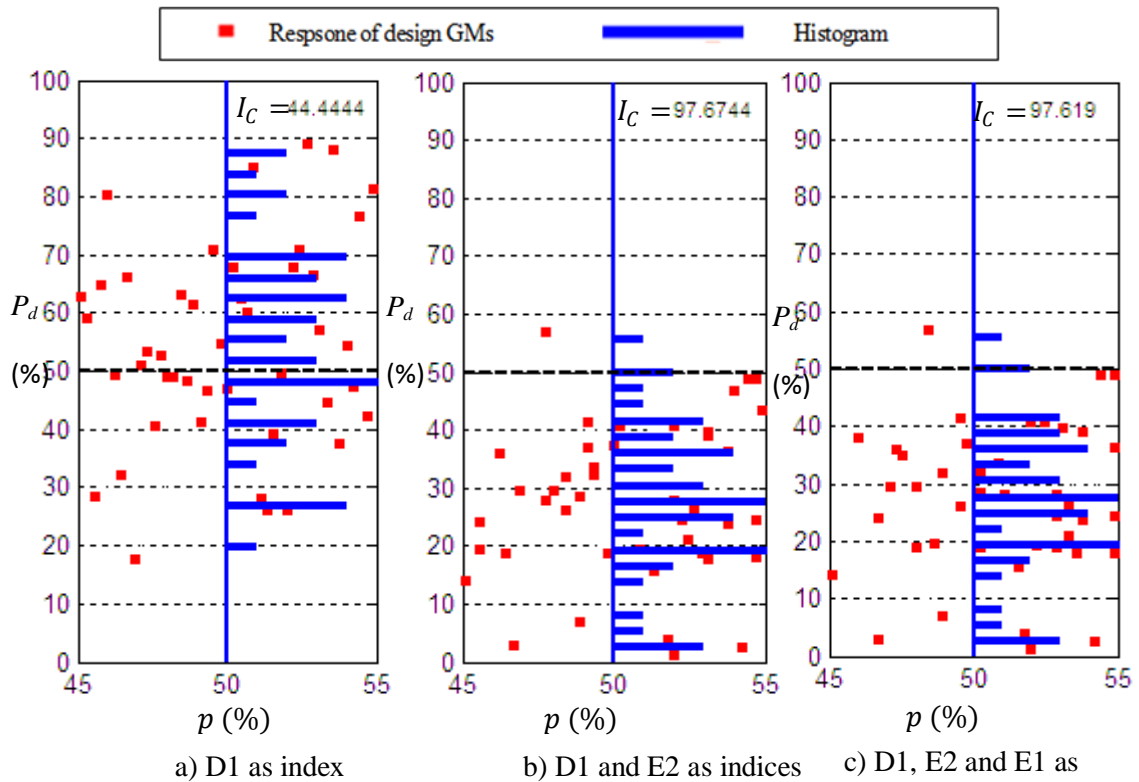 Respsone of design GMs Histogram
I_C = 44.4444
I_C = 97.6744
I_C = 97.619
100
90
80
70
60
50
40
30
20
10
0
P_d
(%)
45 50 55
p (%)
a) D1 as index
100
90
80
70
60
50
40
30
20
10
0
P_d
(%)
45 50 55
p (%)
b) D1 and E2 as indices
100
90
80
70
60
50
40
30
20
10
0
P_d
(%)
45 50 55
p (%)
c) D1, E2 and E1 as